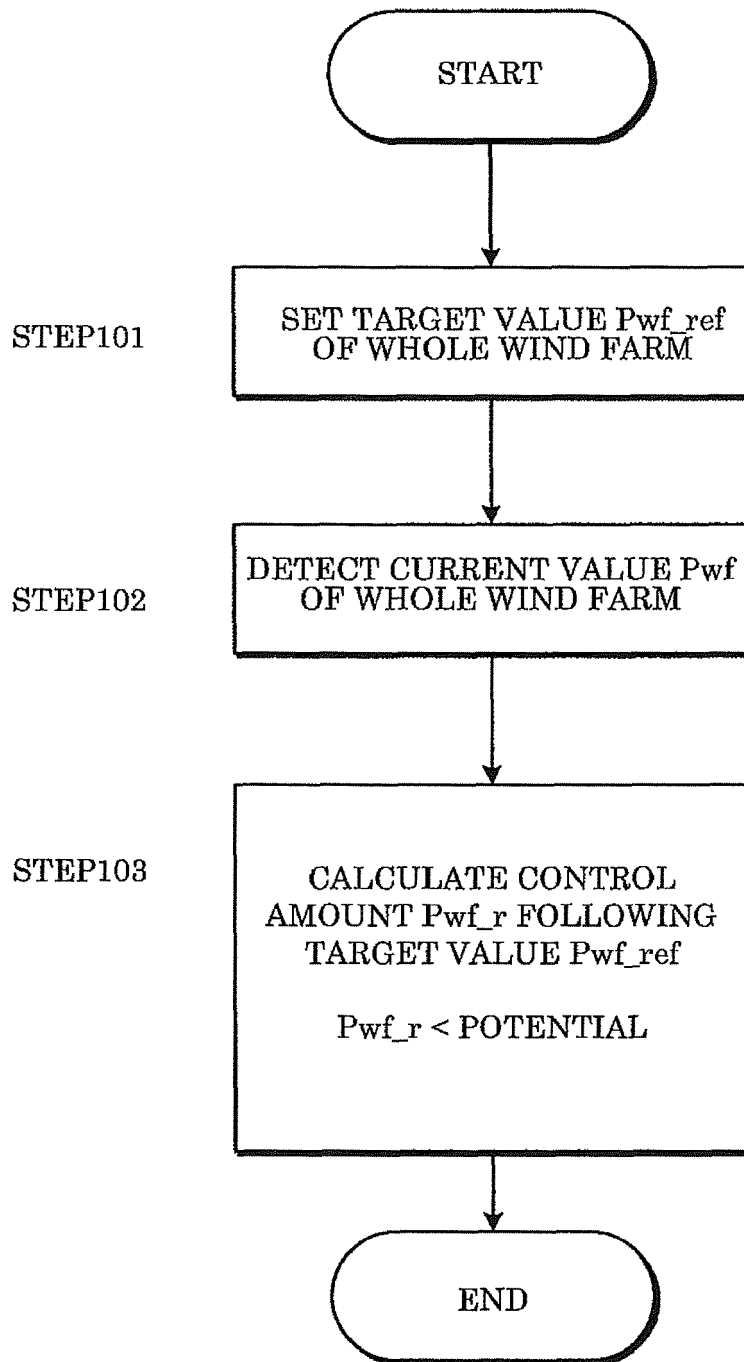 START
STEP101
SET TARGET VALUE Pwf_ref
OF WHOLE WIND FARM
STEP102
DETECT CURRENT VALUE Pwf
OF WHOLE WIND FARM
STEP103
CALCULATE CONTROL
AMOUNT Pwf_r FOLLOWING
TARGET VALUE Pwf_ref
Pwf_r < POTENTIAL
END